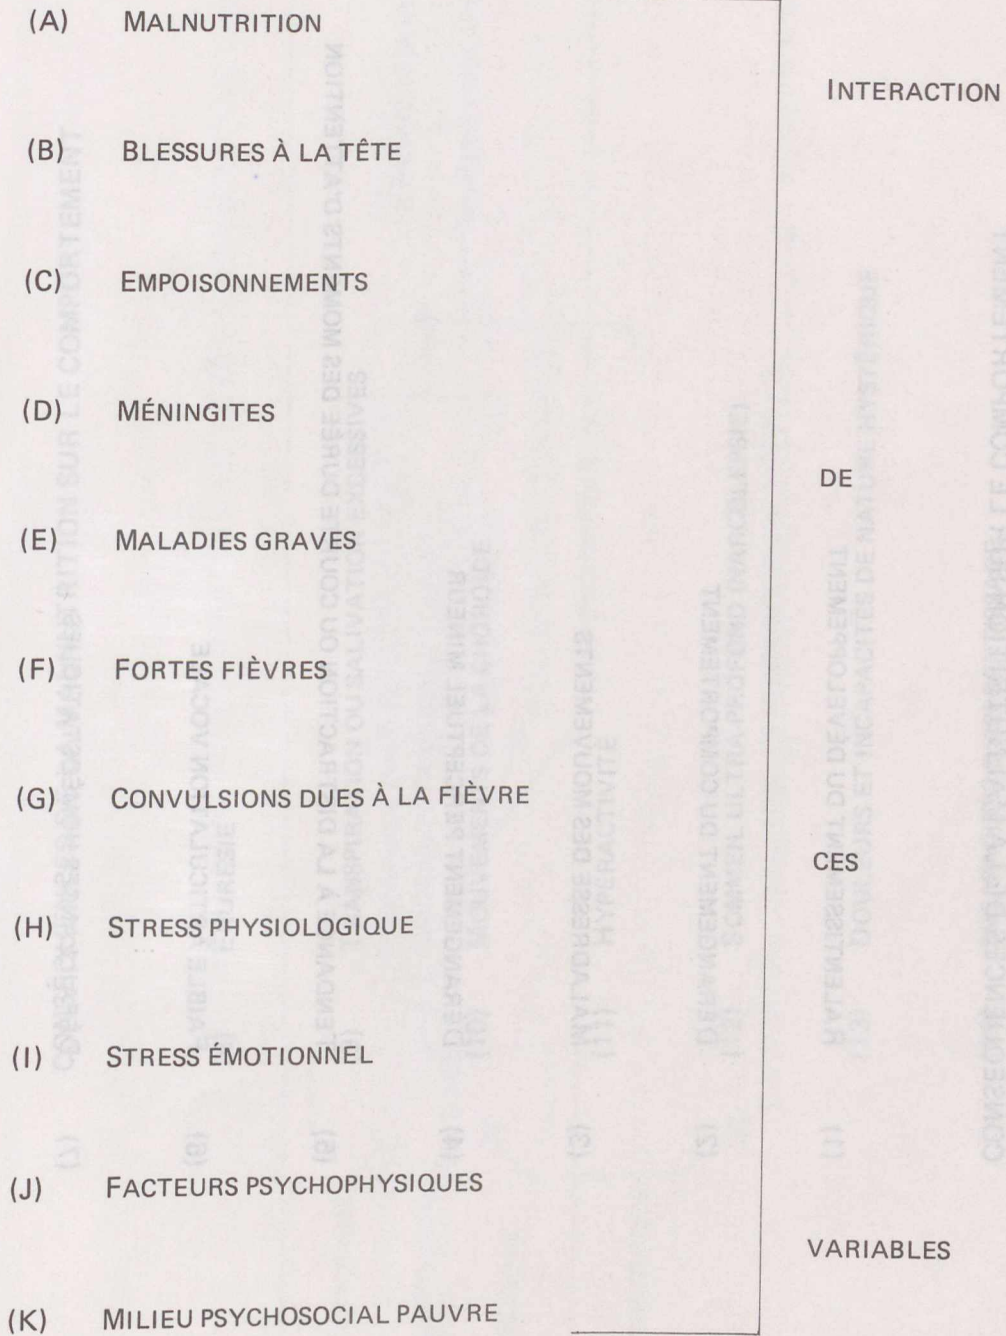 (A) MALNUTRITION
INTERACTION
(B) BLESSURES À LA TÊTE
(C) EMPOISONNEMENTS
(D) MÉNINGITES
DE
(E) MALADIES GRAVES
(F) FORTES FIÈVRES
(G) CONVULSIONS DUES À LA FIÈVRE
CES
(H) STRESS PHYSIOLOGIQUE
(I) STRESS ÉMOTIONNEL
(J) FACTEURS PSYCHOPHYSIQUES
VARIABLES
(K) MILIEU PSYCHOSOCIAL PAUVRE